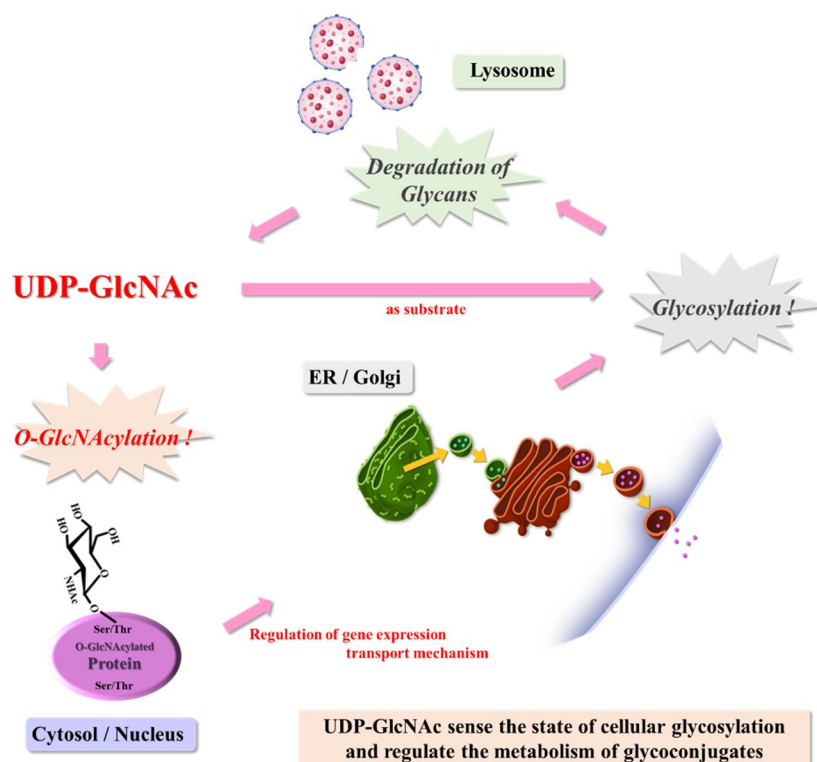 Lysosome
Degradation of
Glycans
UDP-GlcNAc
as substrate
Glycosylation !
ER / Golgi
O-GlcNAcylation !
HO
HO
OH
O
NHAc
O
Ser/Thr
O-GlcNAcylated
Protein
Ser/Thr
Regulation of gene expression
transport mechanism
Cytosol / Nucleus
UDP-GlcNAc sense the state of cellular glycosylation
and regulate the metabolism of glycoconjugates